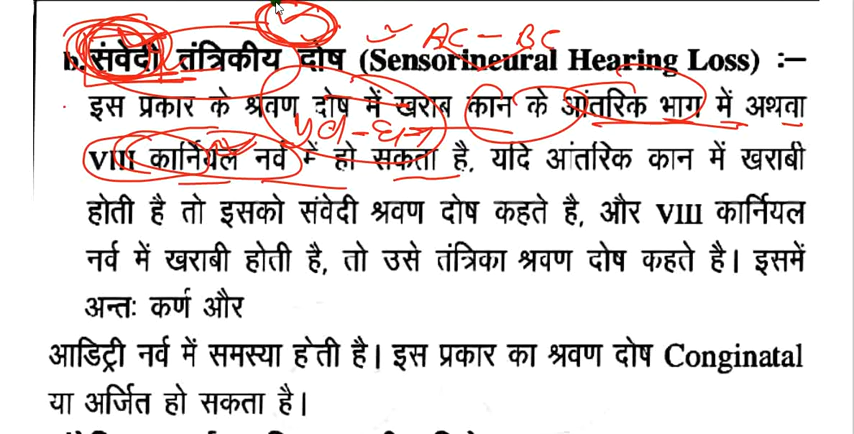 b. संवेदी तंत्रिकीय दोष (Sensorineural Hearing Loss) :–
AC – BC
इस प्रकार के श्रवण दोष में खराब कान के आंतरिक भाग में अथवा
VIII कार्नियल नर्व में हो सकता है, यदि आंतरिक कान में खराबी
होती है तो इसको संवेदी श्रवण दोष कहते है, और VIII कार्नियल
नर्व में खराबी होती है, तो उसे तंत्रिका श्रवण दोष कहते है। इसमें
अन्तः कर्ण और
आडिट्री नर्व में समस्या होती है। इस प्रकार का श्रवण दोष Conginatal
या अर्जित हो सकता है।